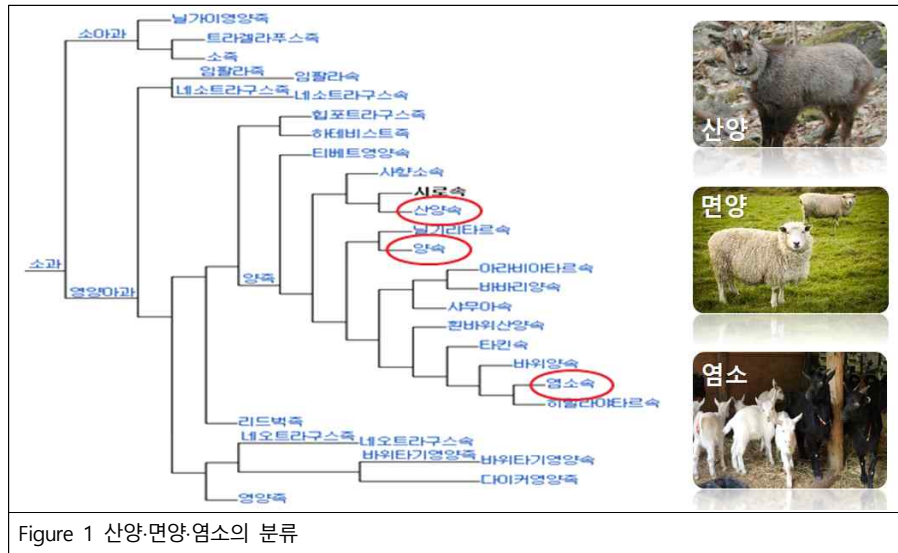 닐가이영양족
소아과
트라겔라푸스족
소족
임팔라족
임팔라속
네소트라구스족
네소트라구스속
힙포트라구스족
하테비스트족
티베트영양속
사향소속
시로속
산양속
닐기리타르속
양속
소과
양족
아라비아타르속
영양아과
바바리양속
샤무아속
흰바위산양속
타킨속
바위양속
염소속
히말라야타르속
리드벅족
네오트라구스족
네오트라구스속
바위타기영양족
바위타기영양속
다이커영양족
영양족
산양
면양
염소
Figure 1 산양·면양·염소의 분류